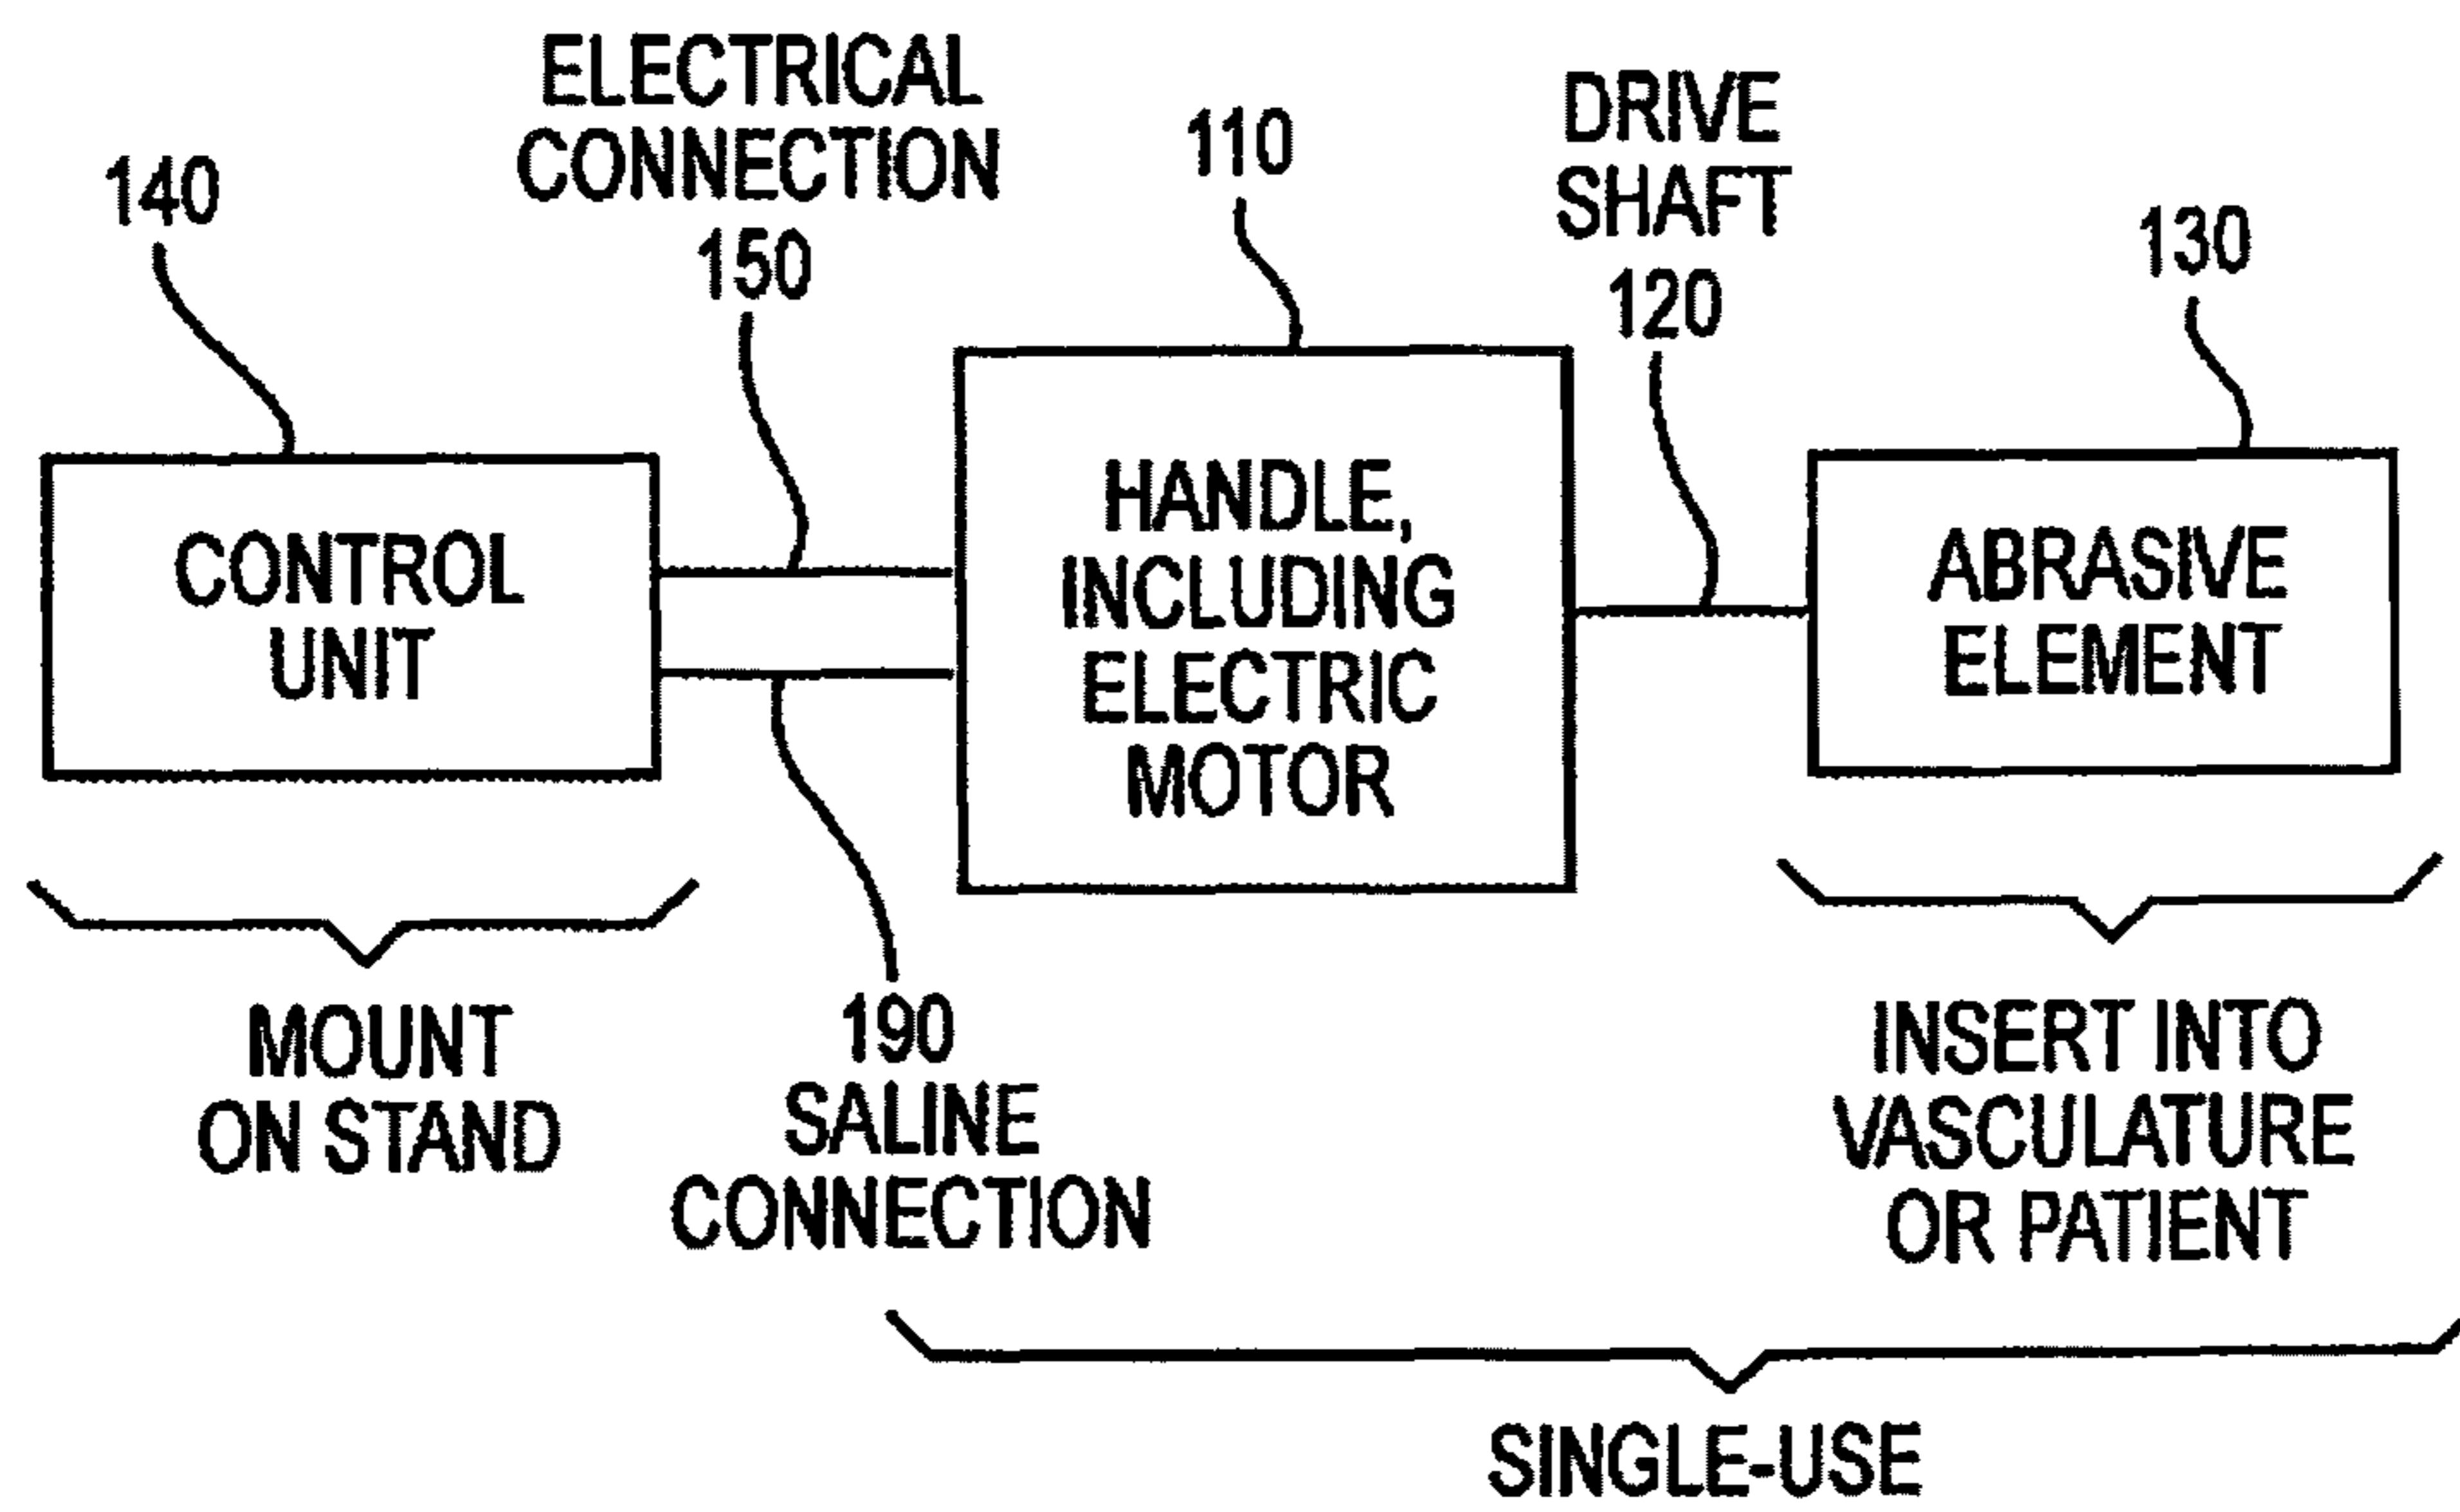 ELECTRICAL
CONNECTION
150
140
110
DRIVE
SHAFT
120
130
CONTROL
UNIT
HANDLE,
INCLUDING
ELECTRIC
MOTOR
ABRASIVE
ELEMENT
MOUNT
ON STAND
190
SALINE
CONNECTION
INSERT INTO
VASCULATURE
OR PATIENT
SINGLE-USE